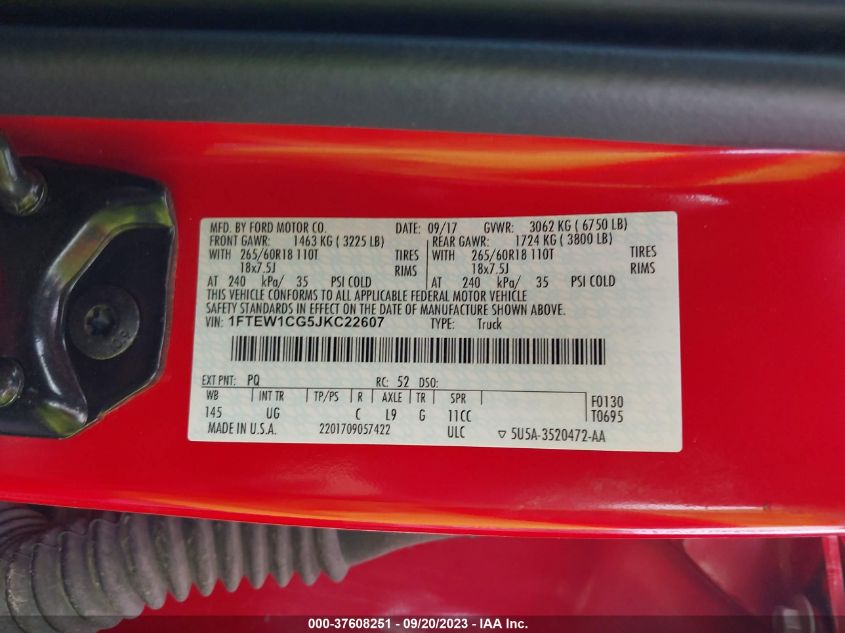 MFD. BY FORD MOTOR CO. DATE: 09/17 GVWR: 3062 KG ( 6750 LB)
FRONT GAWR: 1463 KG ( 3225 LB) REAR GAWR: 1724 KG ( 3800 LB)
WITH 265/60R18 110T TIRES WITH 265/60R18 110T TIRES
18x7.5J RIMS 18x7.5J RIMS
AT 240 kPa/ 35 PSI COLD AT 240 kPa/ 35 PSI COLD
THIS VEHICLE CONFORMS TO ALL APPLICABLE FEDERAL MOTOR VEHICLE
SAFETY STANDARDS IN EFFECT ON THE DATE OF MANUFACTURE SHOWN ABOVE.
VIN: 1FTEW1CG5JKC22607 TYPE: Truck
EXT PNT: PQ RC: 52 DSO:
WB INT TR TP/PS R AXLE TR SPR F0130
145 UG C L9 G 11CC T0695
MADE IN U.S.A. 2201709057422 ULC ▽ 5U5A-3520472-AA
000-37608251 - 09/20/2023 - IAA Inc.